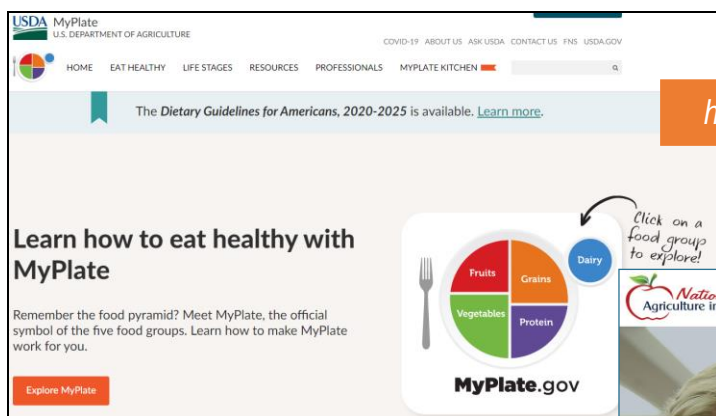 USDA MyPlate
U.S. DEPARTMENT OF AGRICULTURE
COVID-19 ABOUT US ASK USDA CONTACT US FNS USDA.GOV
HOME EAT HEALTHY LIFE STAGES RESOURCES PROFESSIONALS MYPLATE KITCHEN
The Dietary Guidelines for Americans, 2020-2025 is available. Learn more.
h
Learn how to eat healthy with
MyPlate
Remember the food pyramid? Meet MyPlate, the official
symbol of the five food groups. Learn how to make MyPlate
work for you.
Explore MyPlate
Click on a
food group
to explore!
Dairy
Fruits
Grains
Vegetables
Protein
MyPlate.gov
Natio
Agriculture in